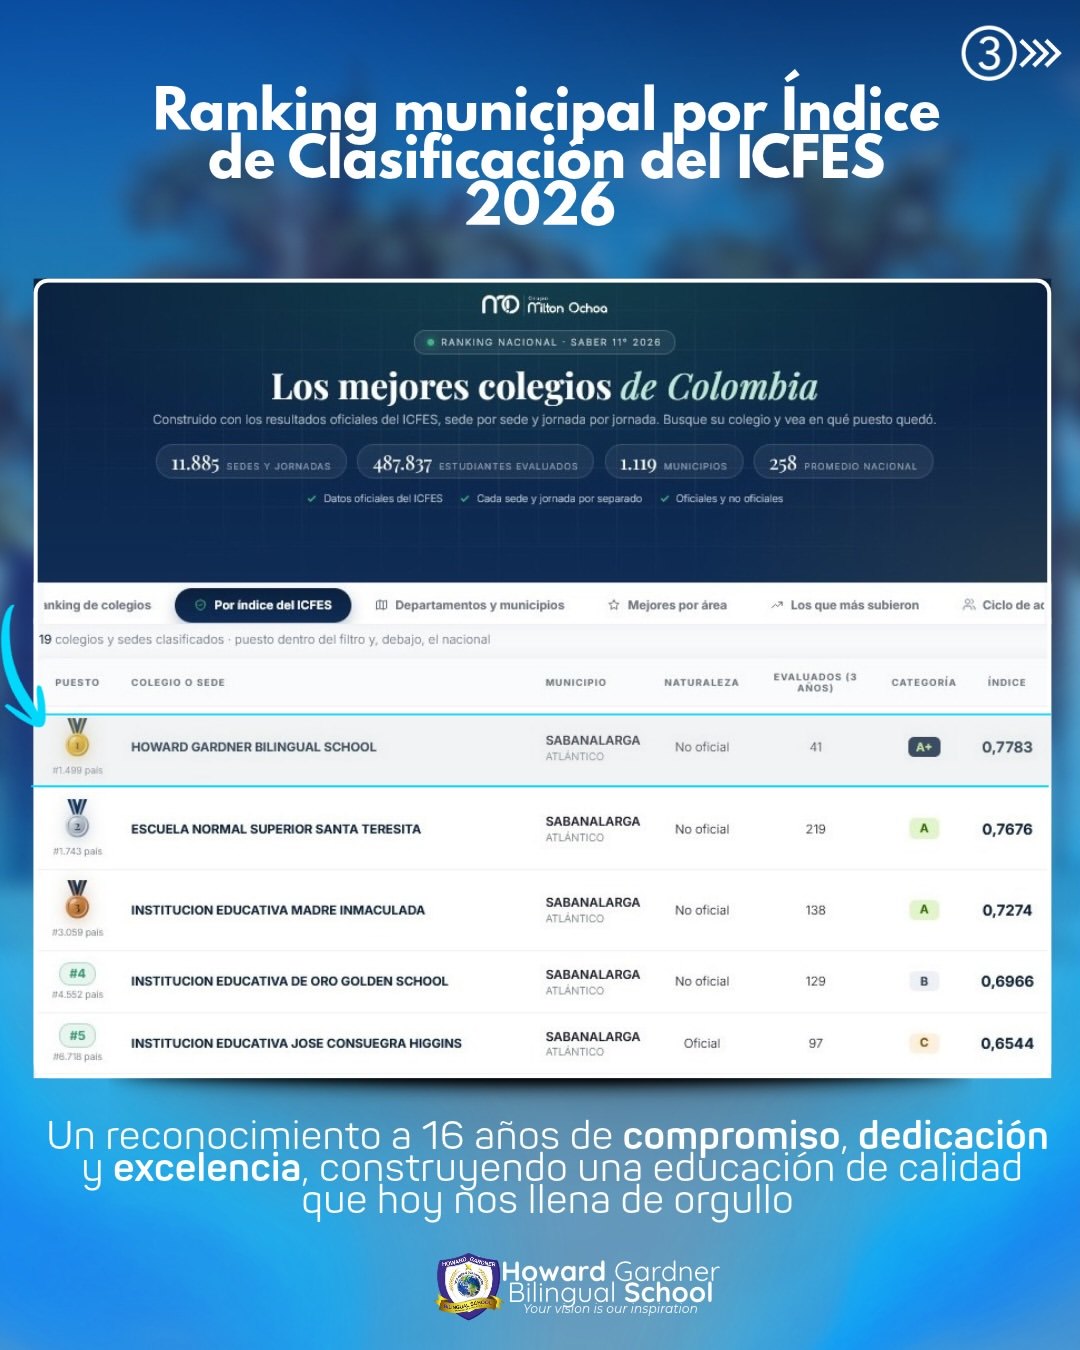 3
Ranking municipal por Índice
de Clasificación del ICFES
2026
Grupo
Milton Ochoa
RANKING NACIONAL - SABER 11° 2026
Los mejores colegios de Colombia
Construido con los resultados oficiales del ICFES, sede por sede y jornada por jornada. Busque su colegio y vea en qué puesto quedó.
11.885 SEDES Y JORNADAS 487.837 ESTUDIANTES EVALUADOS 1.119 MUNICIPIOS 258 PROMEDIO NACIONAL
✓ Datos oficiales del ICFES ✓ Cada sede y jornada por separado ✓ Oficiales y no oficiales
anking de colegios Por índice del ICFES Departamentos y municipios Mejores por área Los que más subieron Ciclo de ac
19 colegios y sedes clasificados · puesto dentro del filtro y, debajo, el nacional
PUESTO COLEGIO O SEDE MUNICIPIO NATURALEZA EVALUADOS (3 AÑOS) CATEGORÍA ÍNDICE
1 #1.499 país HOWARD GARDNER BILINGUAL SCHOOL SABANALARGA ATLÁNTICO No oficial 41 A+ 0,7783
2 #1.743 país ESCUELA NORMAL SUPERIOR SANTA TERESITA SABANALARGA ATLÁNTICO No oficial 219 A 0,7676
3 #3.059 país INSTITUCION EDUCATIVA MADRE INMACULADA SABANALARGA ATLÁNTICO No oficial 138 A 0,7274
#4 #4.552 país INSTITUCION EDUCATIVA DE ORO GOLDEN SCHOOL SABANALARGA ATLÁNTICO No oficial 129 B 0,6966
#5 #6.718 país INSTITUCION EDUCATIVA JOSE CONSUEGRA HIGGINS SABANALARGA ATLÁNTICO Oficial 97 C 0,6544
Un reconocimiento a 16 años de compromiso, dedicación
y excelencia, construyendo una educación de calidad
que hoy nos llena de orgullo
HOWARD GARDNER
BILINGUAL SCHOOL
Howard Gardner
Bilingual School
Your vision is our inspiration